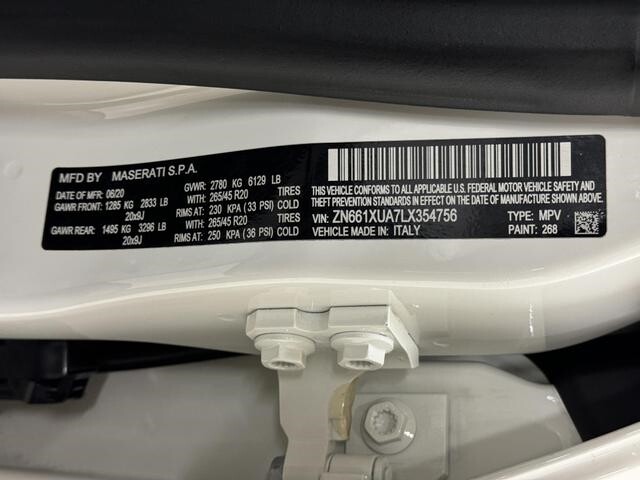 MFD BY MASERATI S.P.A.
DATE OF MFD: 06/20 GVWR: 2780 KG 6129 LB
GAWR FRONT: 1285 KG 2833 LB WITH 265/45 R20 TIRES
20x9J RIMS AT: 230 KPA (33 PSI) COLD
GAWR REAR: 1495 KG 3296 LB WITH 265/45 R20 TIRES
20x9J RIMS AT: 250 KPA (36 PSI) COLD
THIS VEHICLE CONFORMS TO ALL APPLICABLE U.S. FEDERAL MOTOR VEHICLE SAFETY,
BUMPER AND THEFT PREVENTION STANDARDS IN EFFECT ON THE DATE OF MANUFACTURE SHOWN ABOVE.
VIN: ZN661XUA7LX354756 TYPE: MPV
VEHICLE MADE IN: ITALY PAINT: 268